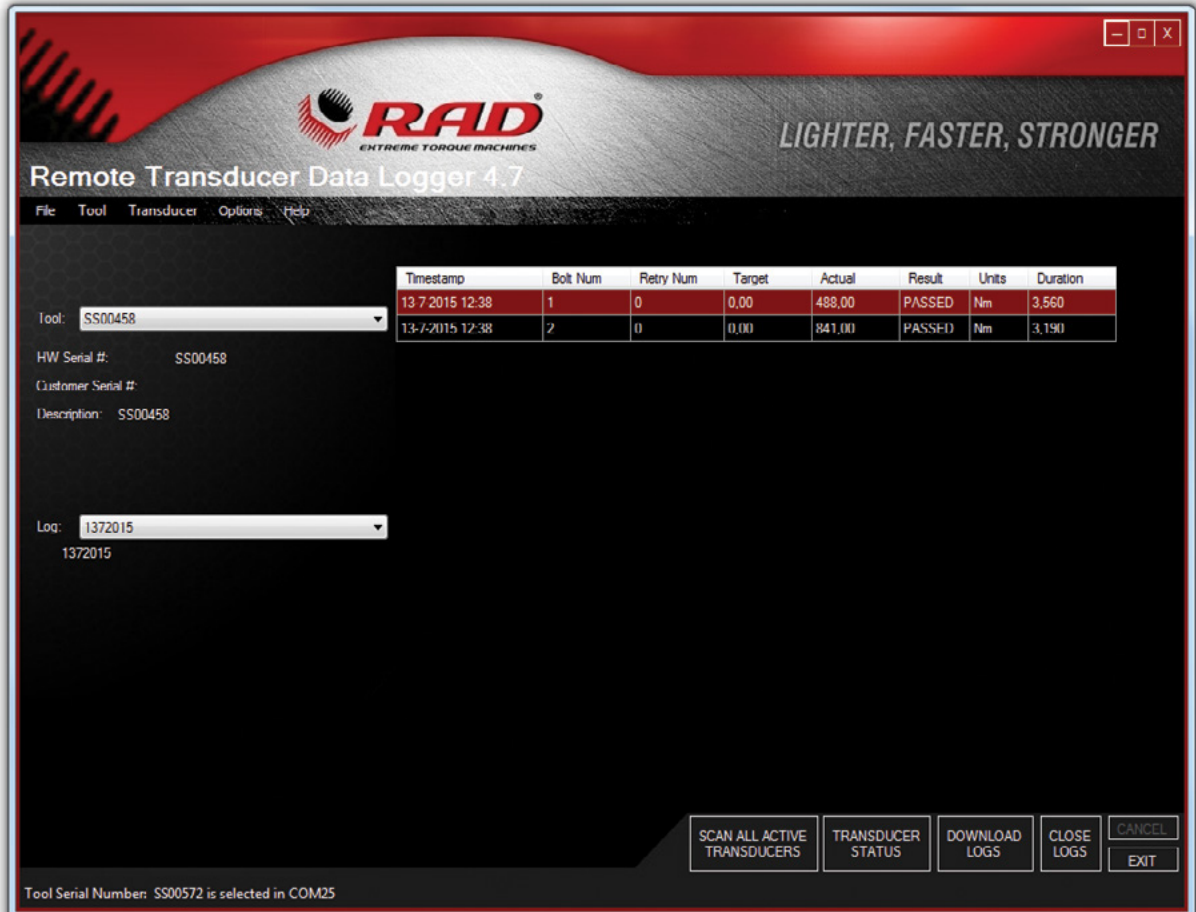 RAD®
EXTREME TORQUE MACHINES
LIGHTER, FASTER, STRONGER
Remote Transducer Data Logger 4.7
File Tool Transducer Options Help
Timestamp Bolt Num Retry Num Target Actual Result Units Duration
13-7-2015 12:38 1 0 0,00 488,00 PASSED Nm 3,560
13-7-2015 12:38 2 0 0,00 841,00 PASSED Nm 3,190
Tool: SS00458
HW Serial #: SS00458
Customer Serial #:
Description: SS00458
Log: 1372015
1372015
SCAN ALL ACTIVE TRANSDUCERS
TRANSDUCER STATUS
DOWNLOAD LOGS
CLOSE LOGS
CANCEL
EXIT
Tool Serial Number: SS00572 is selected in COM25